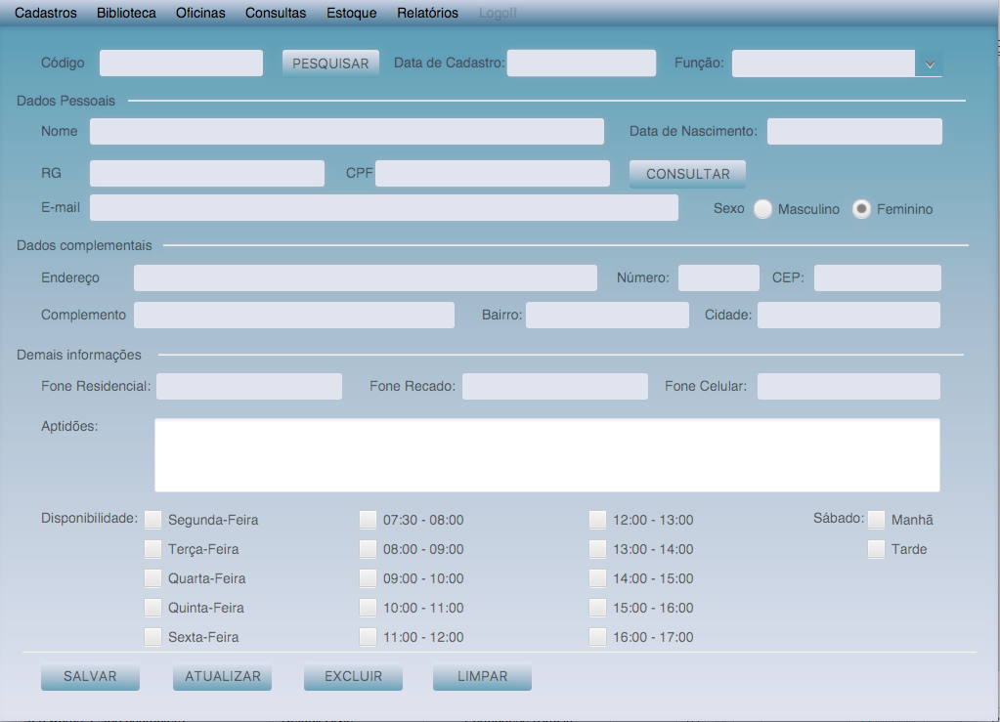 Cadastros Biblioteca Oficinas Consultas Estoque Relatórios Logoff
Código PESQUISAR Data de Cadastro: Função:
Dados Pessoais
Nome Data de Nascimento:
RG CPF CONSULTAR
E-mail Sexo Masculino Feminino
Dados complementais
Endereço Número: CEP:
Complemento Bairro: Cidade:
Demais informações
Fone Residencial: Fone Recado: Fone Celular:
Aptidões:
Disponibilidade: Segunda-Feira 07:30 - 08:00 12:00 - 13:00 Sábado: Manhã
Terça-Feira 08:00 - 09:00 13:00 - 14:00 Tarde
Quarta-Feira 09:00 - 10:00 14:00 - 15:00
Quinta-Feira 10:00 - 11:00 15:00 - 16:00
Sexta-Feira 11:00 - 12:00 16:00 - 17:00
SALVAR ATUALIZAR EXCLUIR LIMPAR